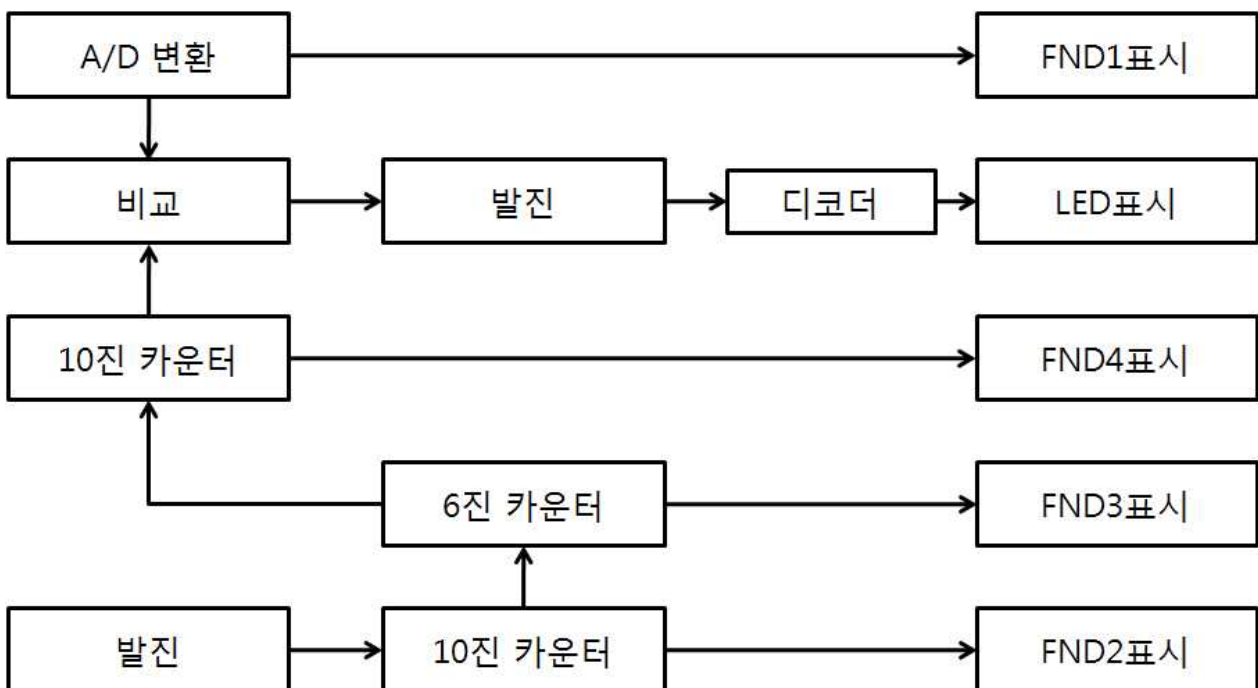 A/D 변환
FND1표시
비교
발진
디코더
LED표시
10진 카운터
FND4표시
6진 카운터
FND3표시
발진
10진 카운터
FND2표시